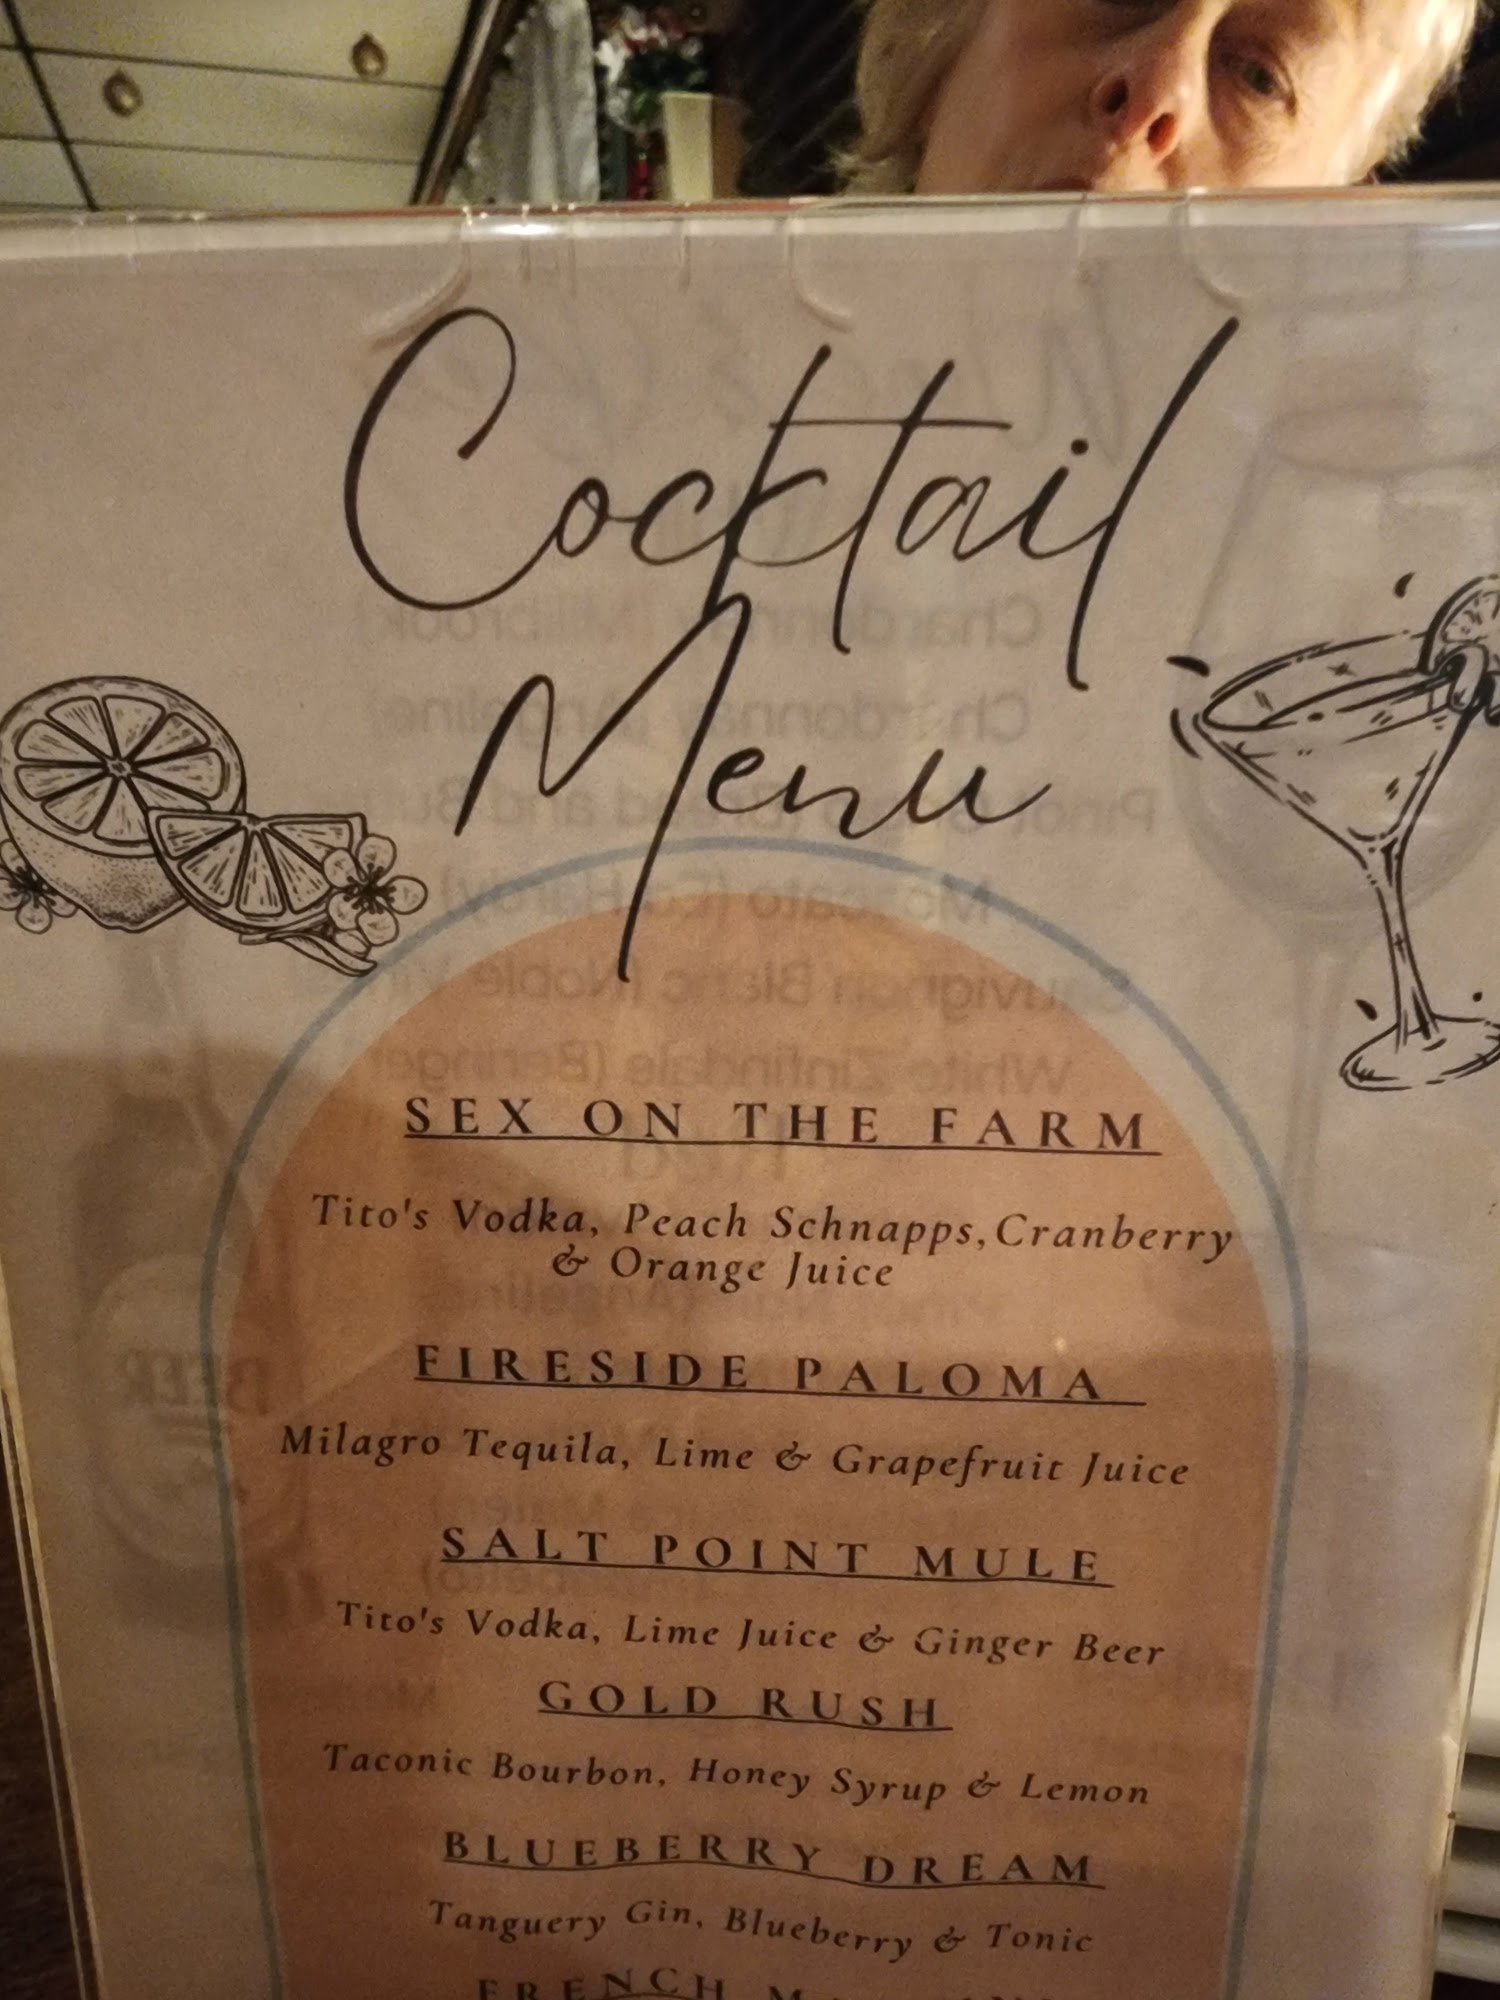 Cocktail
Menu
SEX ON THE FARM
Tito's Vodka, Peach Schnapps, Cranberry
& Orange Juice
FIRESIDE PALOMA
Milagro Tequila, Lime & Grapefruit Juice
SALT POINT MULE
Tito's Vodka, Lime Juice & Ginger Beer
GOLD RUSH
Taconic Bourbon, Honey Syrup & Lemon
BLUEBERRY DREAM
Tanguery Gin, Blueberry & Tonic
FRENCH